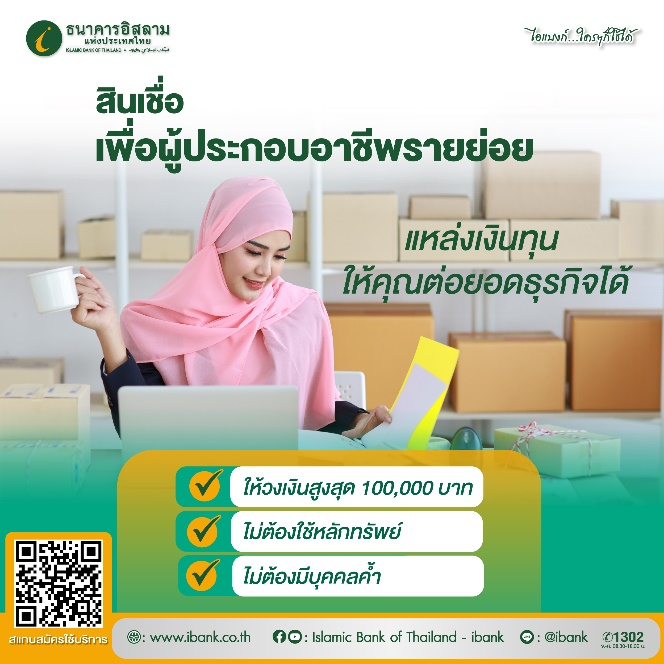 ธนาคารอิสลาม
แห่งประเทศไทย
ISLAMIC BANK OF THAILAND
ไอแบงก์...ใครๆก็ใช้ได้
สินเชื่อ
เพื่อผู้ประกอบอาชีพรายย่อย
แหล่งเงินทุน
ให้คุณต่อยอดธุรกิจได้
ให้วงเงินสูงสุด 100,000 บาท
ไม่ต้องใช้หลักทรัพย์
ไม่ต้องมีบุคคลค้ำ
สแกนสมัครใช้บริการ
: www.ibank.co.th : Islamic Bank of Thailand - ibank : @ibank 1302